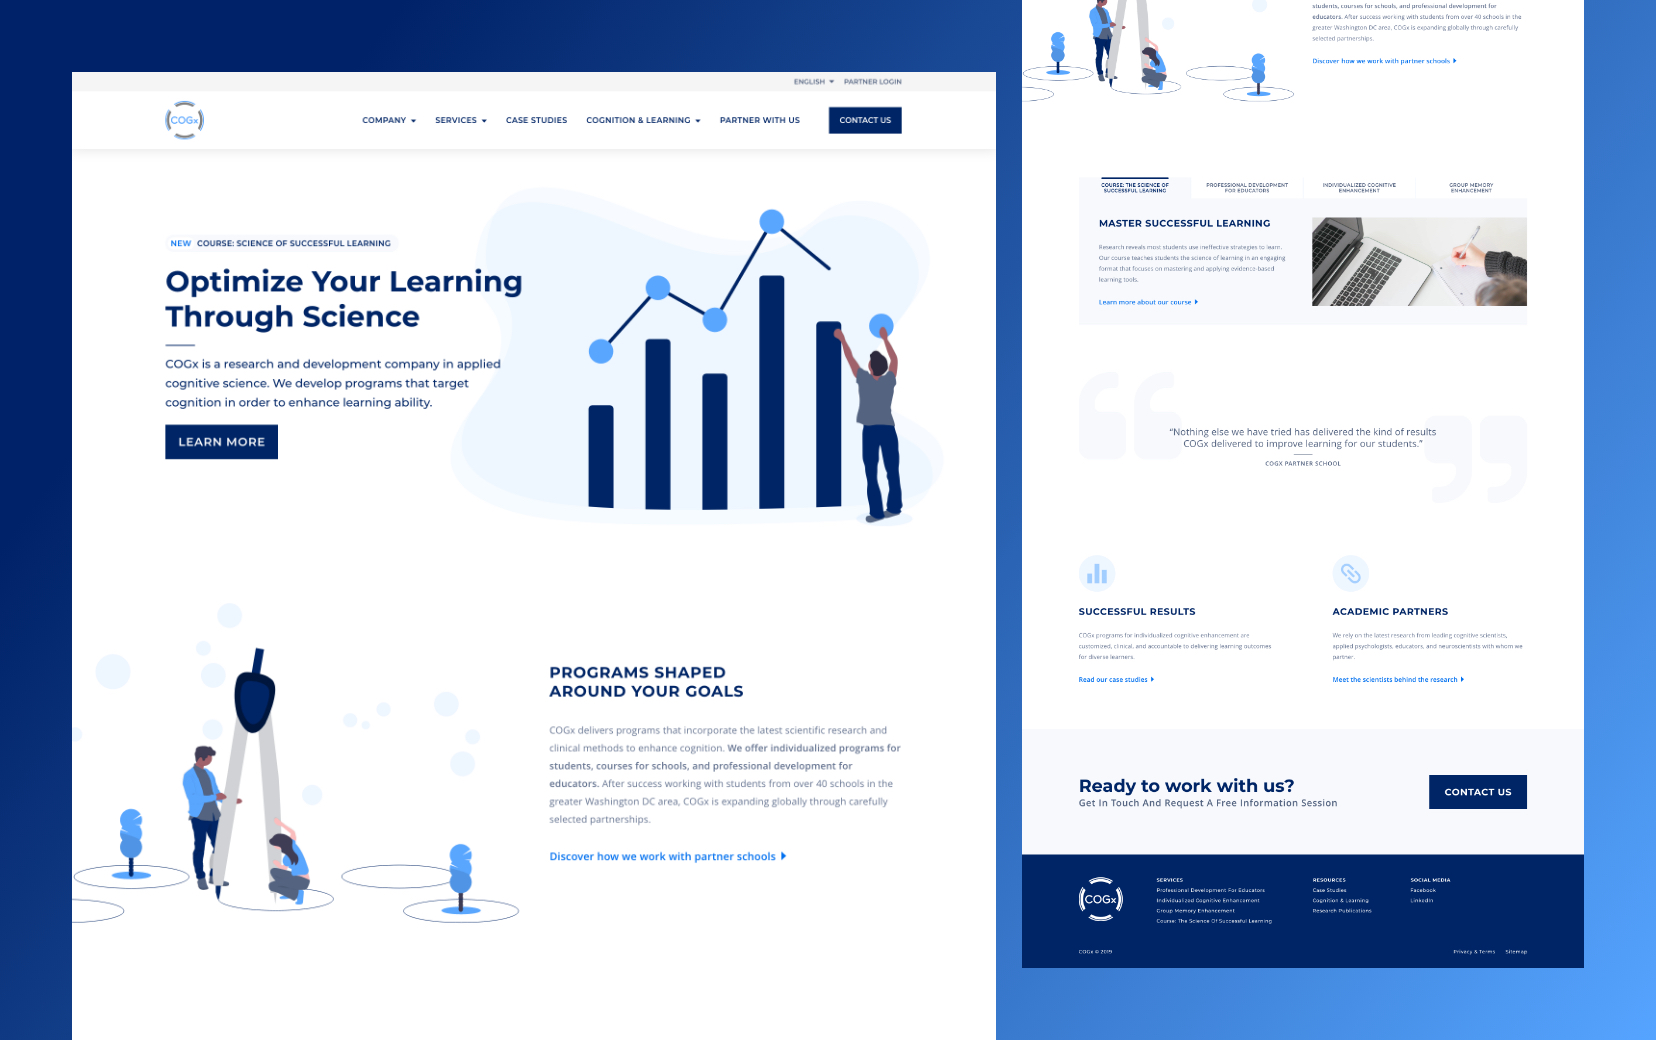 ENGLISH PARTNER LOGIN
COGx
COMPANY SERVICES CASE STUDIES COGNITION & LEARNING PARTNER WITH US CONTACT US
NEW COURSE: SCIENCE OF SUCCESSFUL LEARNING
Optimize Your Learning
Through Science
COGx is a research and development company in applied
cognitive science. We develop programs that target
cognition in order to enhance learning ability.
LEARN MORE
PROGRAMS SHAPED
AROUND YOUR GOALS
COGx delivers programs that incorporate the latest scientific research and
clinical methods to enhance cognition. We offer individualized programs for
students, courses for schools, and professional development for
educators. After success working with students from over 40 schools in the
greater Washington DC area, COGx is expanding globally through carefully
selected partnerships.
Discover how we work with partner schools
students, courses for schools, and professional development for
educators. After success working with students from over 40 schools in the
greater Washington DC area, COGx is expanding globally through carefully
selected partnerships.
Discover how we work with partner schools
COURSE: THE SCIENCE OF
SUCCESSFUL LEARNING
PROFESSIONAL DEVELOPMENT
FOR EDUCATORS
INDIVIDUALIZED COGNITIVE
ENHANCEMENT
GROUP MEMORY
ENHANCEMENT
MASTER SUCCESSFUL LEARNING
Research reveals most students use ineffective strategies to learn.
Our course teaches students the science of learning in an engaging
format that focuses on mastering and applying evidence-based
learning tools.
Learn more about our course
“Nothing else we have tried has delivered the kind of results
COGx delivered to improve learning for our students.”
COGX PARTNER SCHOOL
SUCCESSFUL RESULTS
COGx programs for individualized cognitive enhancement are
customized, clinical, and accountable to delivering learning outcomes
for diverse learners.
Read our case studies
ACADEMIC PARTNERS
We rely on the latest research from leading cognitive scientists,
applied psychologists, educators, and neuroscientists with whom we
partner.
Meet the scientists behind the research
Ready to work with us?
Get In Touch And Request A Free Information Session
CONTACT US
COGx
SERVICES
Professional Development For Educators
Individualized Cognitive Enhancement
Group Memory Enhancement
Course: The Science Of Successful Learning
RESOURCES
Case Studies
Cognition & Learning
Research Publications
SOCIAL MEDIA
Facebook
LinkedIn
COGx © 2019
Privacy & Terms Sitemap